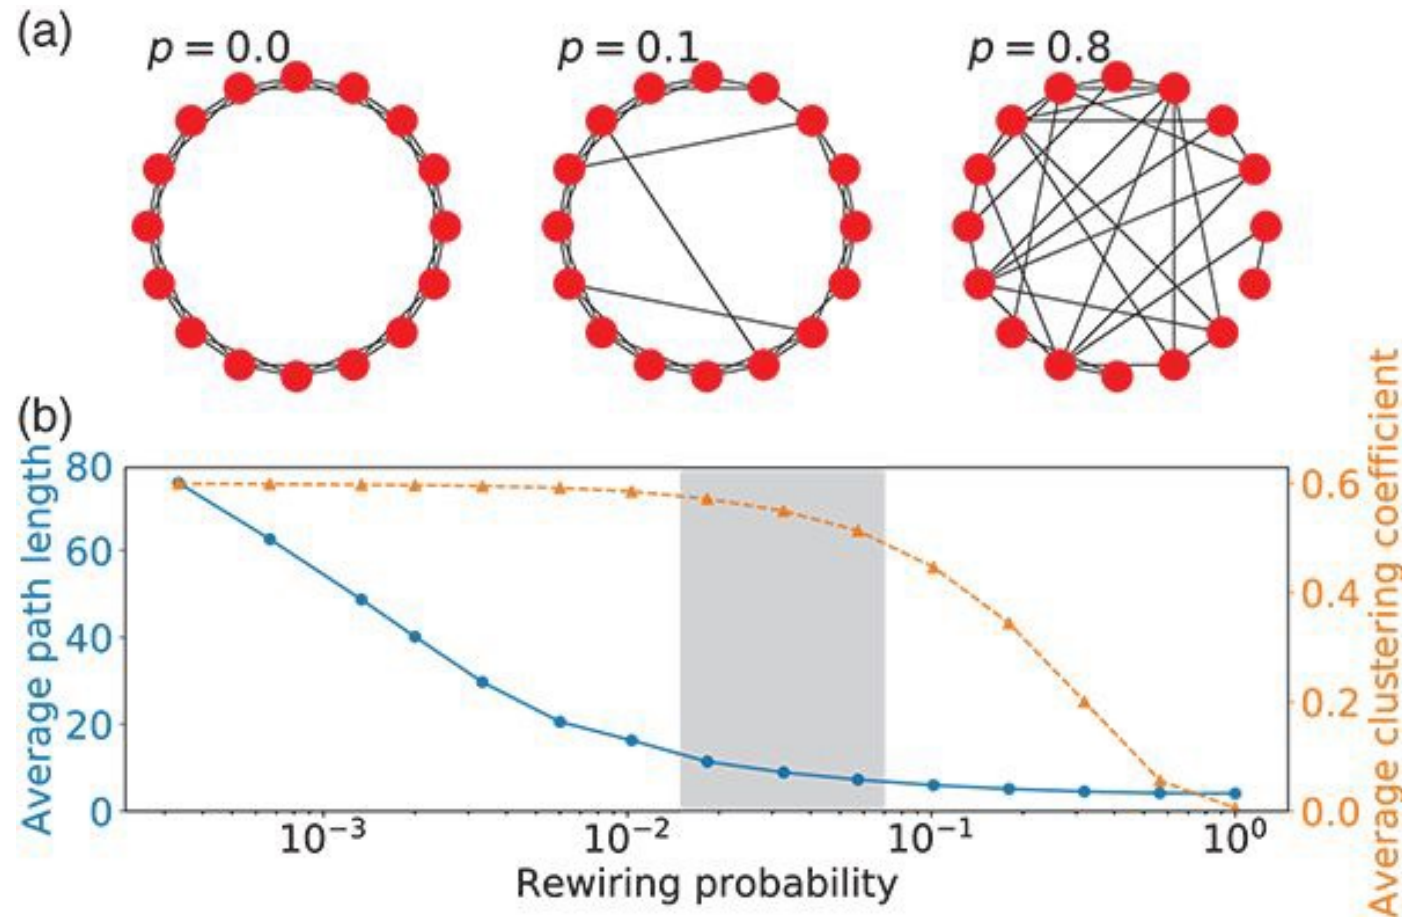 (a)
p = 0.0
p = 0.1
p = 0.8
(b)
Average path length
80
60
40
20
0
10⁻³
10⁻²
10⁻¹
10⁰
Rewiring probability
0.6
0.4
0.2
0.0
Average clustering coefficient